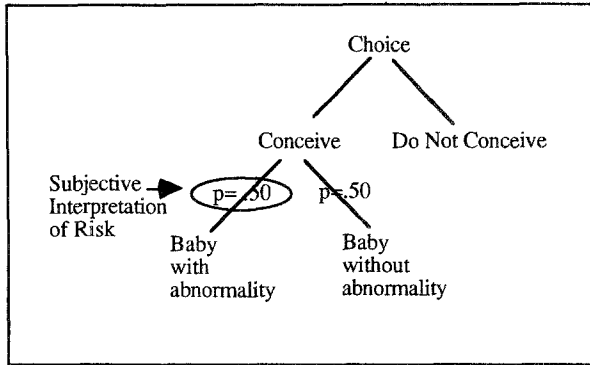 Choice
Conceive
Do Not Conceive
Subjective
Interpretation
of Risk
p=.50
p=.50
Baby
with
abnormality
Baby
without
abnormality